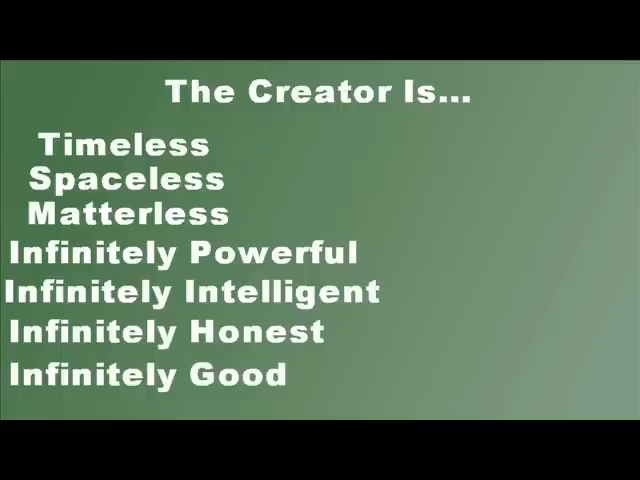 The Creator Is...
Timeless
Spaceless
Matterless
Infinitely Powerful
Infinitely Intelligent
Infinitely Honest
Infinitely Good